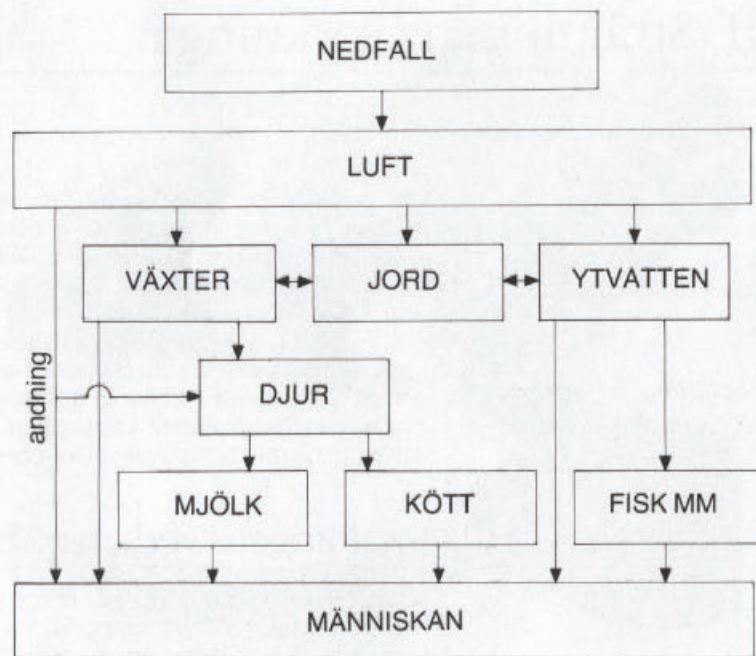 NEDFALL
LUFT
VÄXTER
JORD
YTVATTEN
andning
DJUR
MJÖLK
KÖTT
FISK MM
MÄNNISKAN